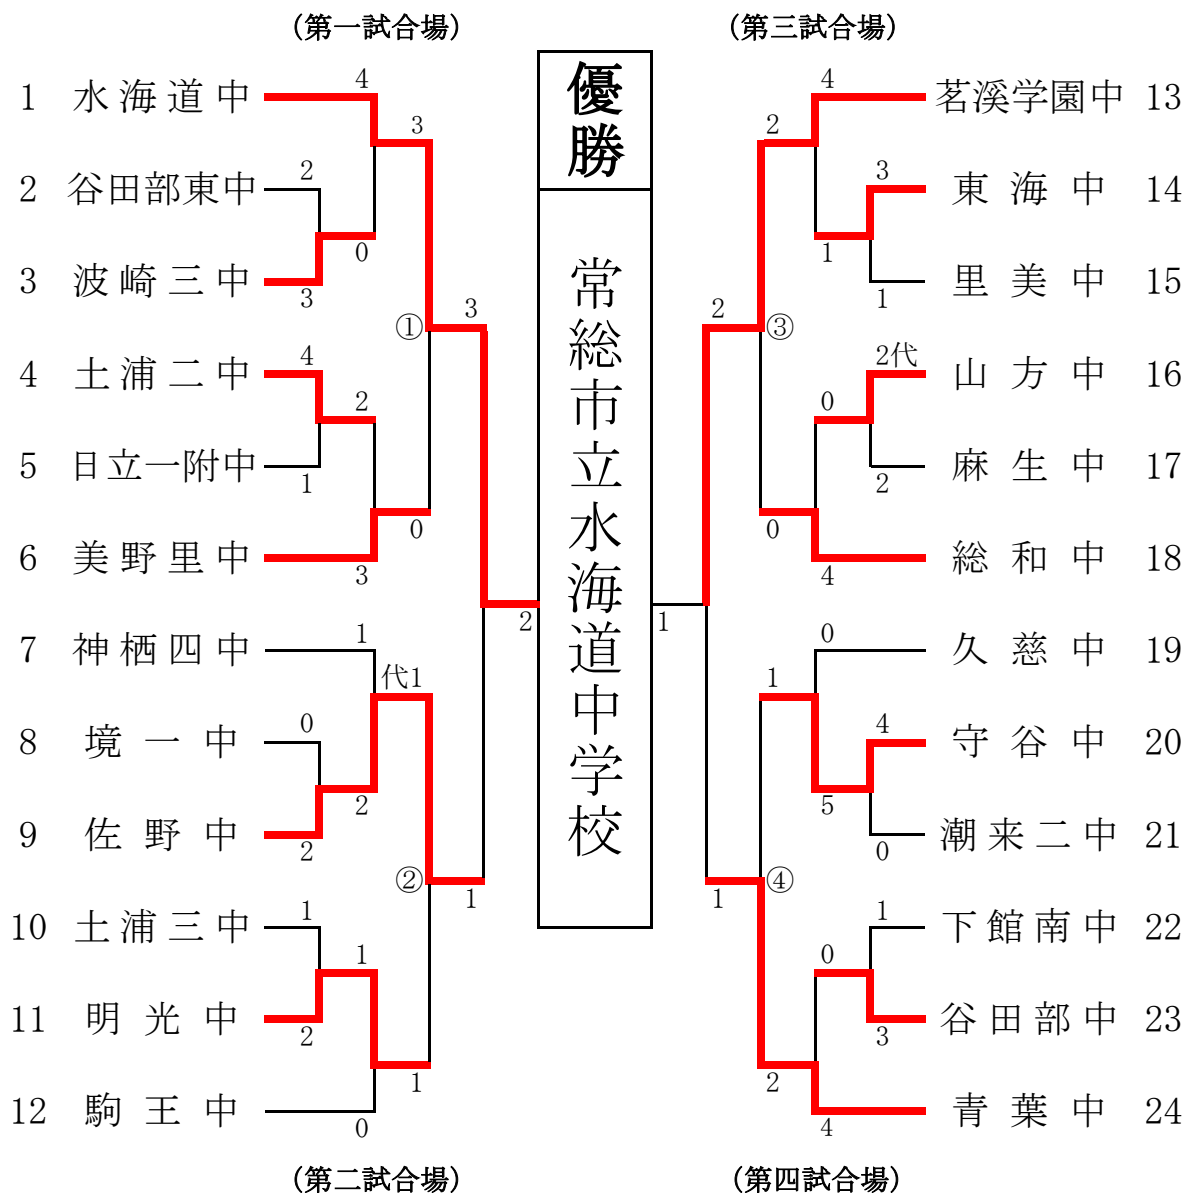 (第一試合場)
(第三試合場)
優勝
常総市立水海道中学校
1 水海道中 4
3
2 谷田部東中 2
0
3 波崎三中 3
① 3
4 土浦二中 4
2
5 日立一附中 1
0
6 美野里中 3
2
7 神栖四中 1
代1
8 境一中 0
2
9 佐野中 2
② 1
10 土浦三中 1
1
11 明光中 2
1
12 駒王中 0
4 茗溪学園中 13
2
3 東海中 14
1
1 里美中 15
2 ③
2代 山方中 16
0
2 麻生中 17
0
4 総和中 18
1
0 久慈中 19
1
4 守谷中 20
5
0 潮来二中 21
1 ④
1 下館南中 22
0
3 谷田部中 23
2
4 青葉中 24
(第二試合場)
(第四試合場)